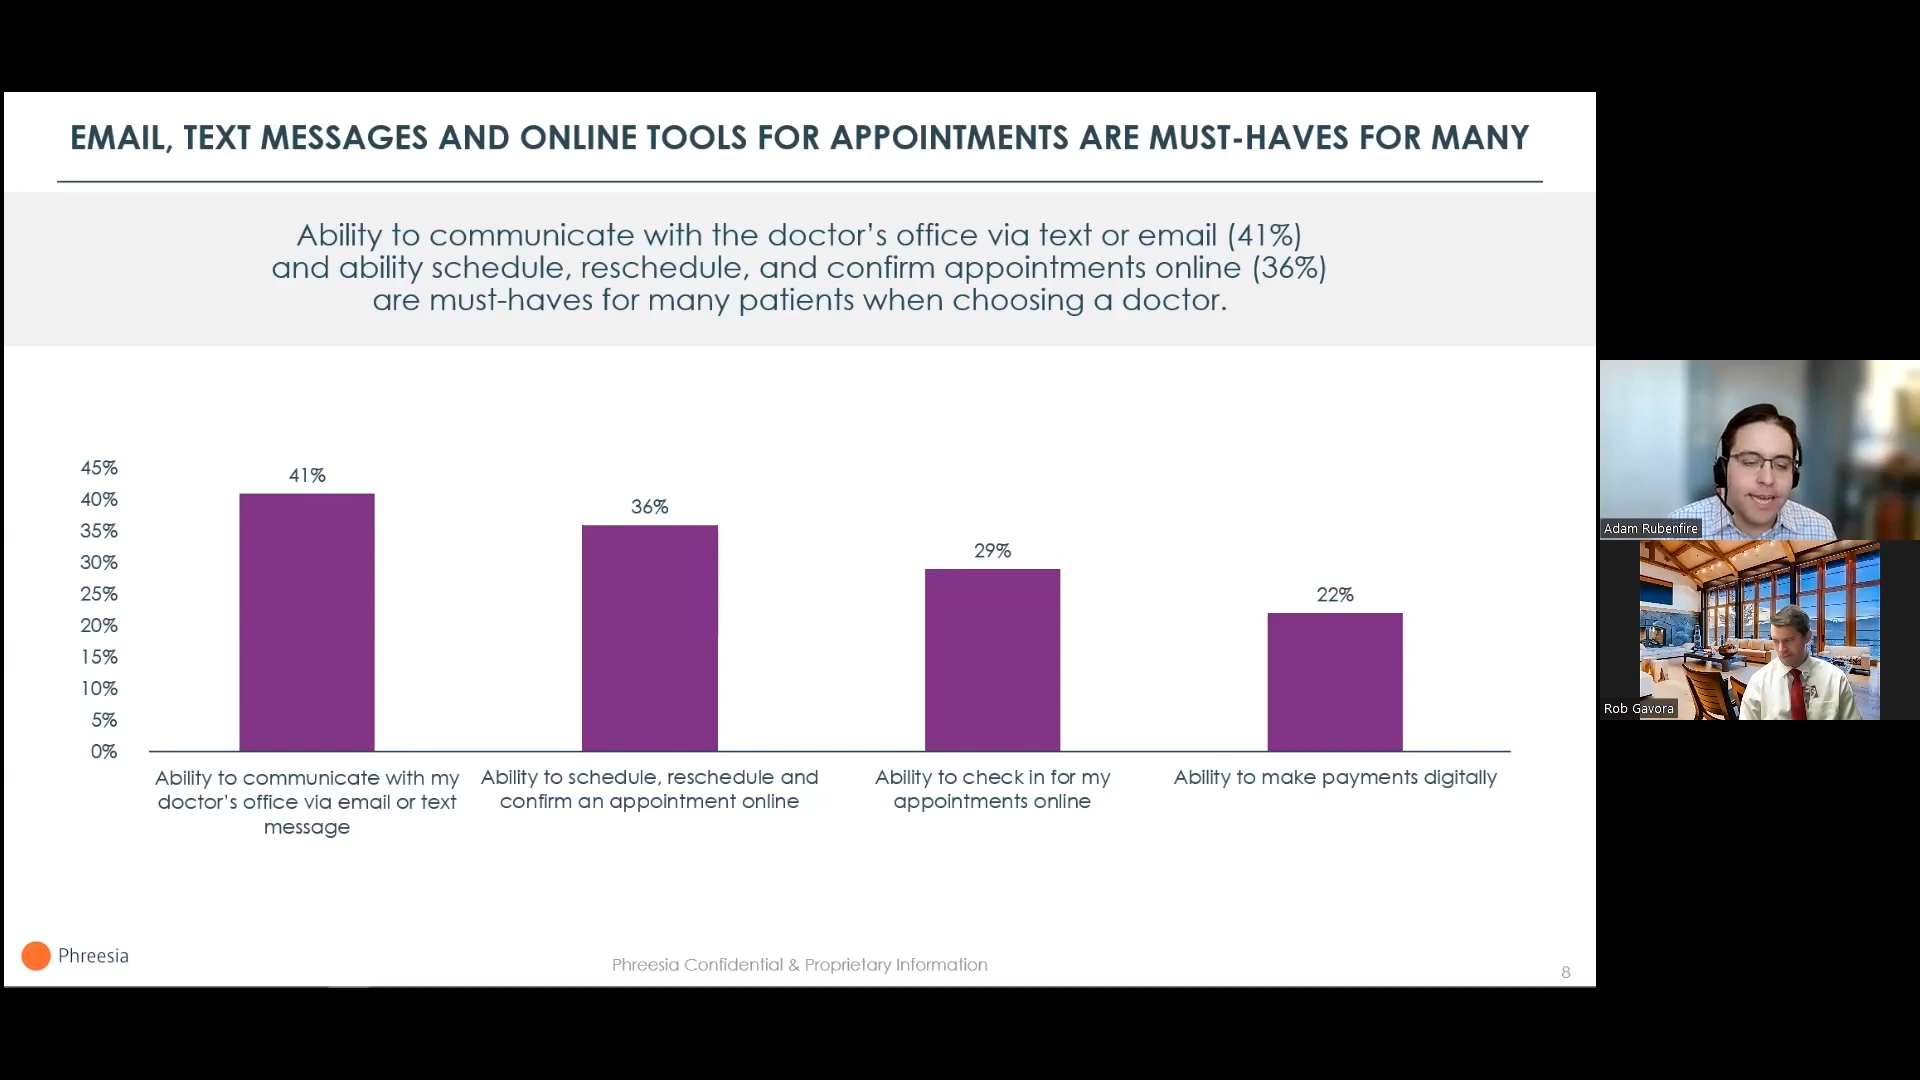 EMAIL, TEXT MESSAGES AND ONLINE TOOLS FOR APPOINTMENTS ARE MUST-HAVES FOR MANY
Ability to communicate with the doctor’s office via text or email (41%)
and ability schedule, reschedule, and confirm appointments online (36%)
are must-haves for many patients when choosing a doctor.
45%
40%
35%
30%
25%
20%
15%
10%
5%
0%
41%
36%
29%
22%
Ability to communicate with my
doctor’s office via email or text
message
Ability to schedule, reschedule and
confirm an appointment online
Ability to check in for my
appointments online
Ability to make payments digitally
Phreesia
Phreesia Confidential & Proprietary Information
8
Adam Rubenfire
Rob Gavora